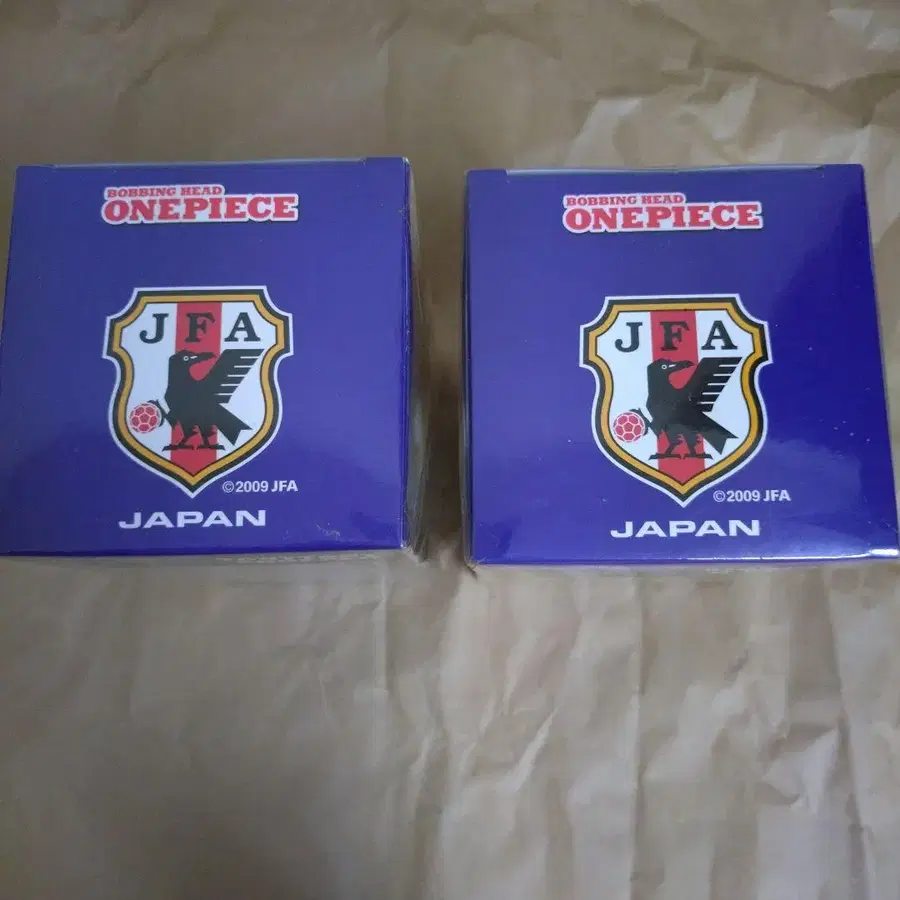 BOBBING HEAD
ONEPIECE
JFA
©2009 JFA
JAPAN
BOBBING HEAD
ONEPIECE
JFA
©2009 JFA
JAPAN